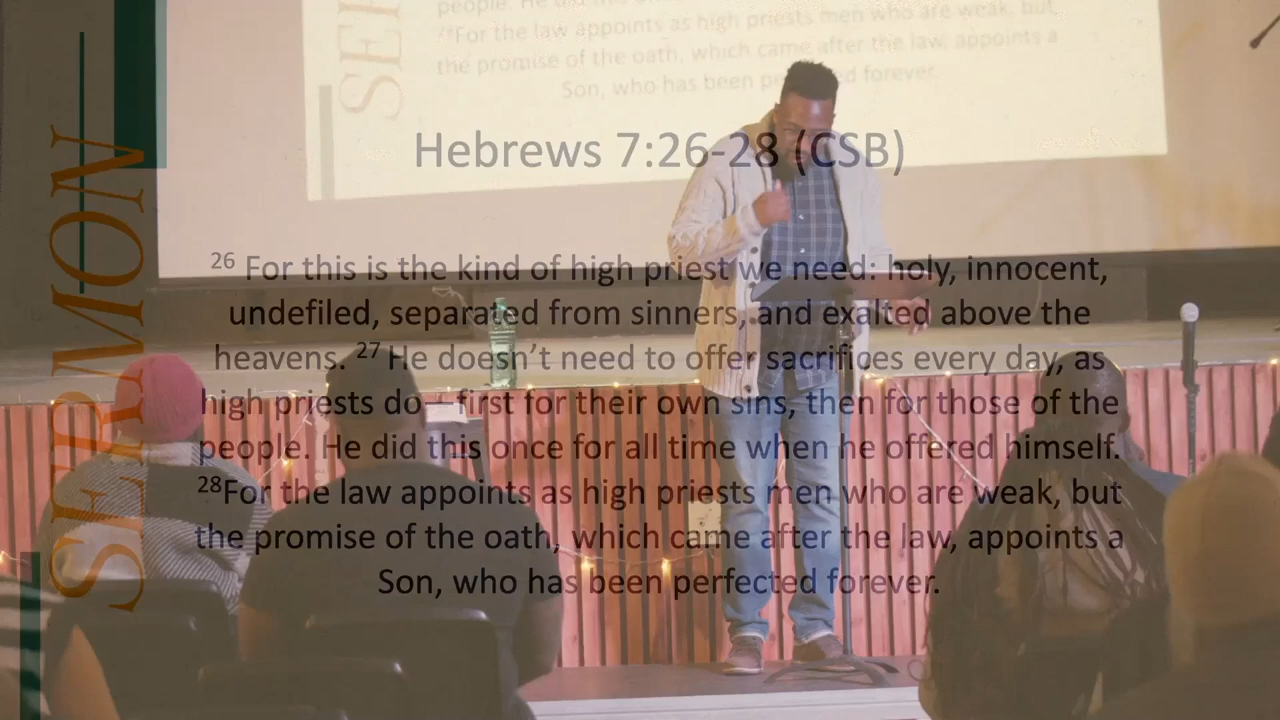 people. He did this once
²⁸For the law appoints as high priests men who are weak, but
the promise of the oath, which came after the law, appoints a
Son, who has been perfected forever.
SERMON
Hebrews 7:26-28 (CSB)
²⁶ For this is the kind of high priest we need: holy, innocent,
undefiled, separated from sinners, and exalted above the
heavens. ²⁷ He doesn’t need to offer sacrifices every day, as
high priests do—first for their own sins, then for those of the
people. He did this once for all time when he offered himself.
²⁸For the law appoints as high priests men who are weak, but
the promise of the oath, which came after the law, appoints a
Son, who has been perfected forever.